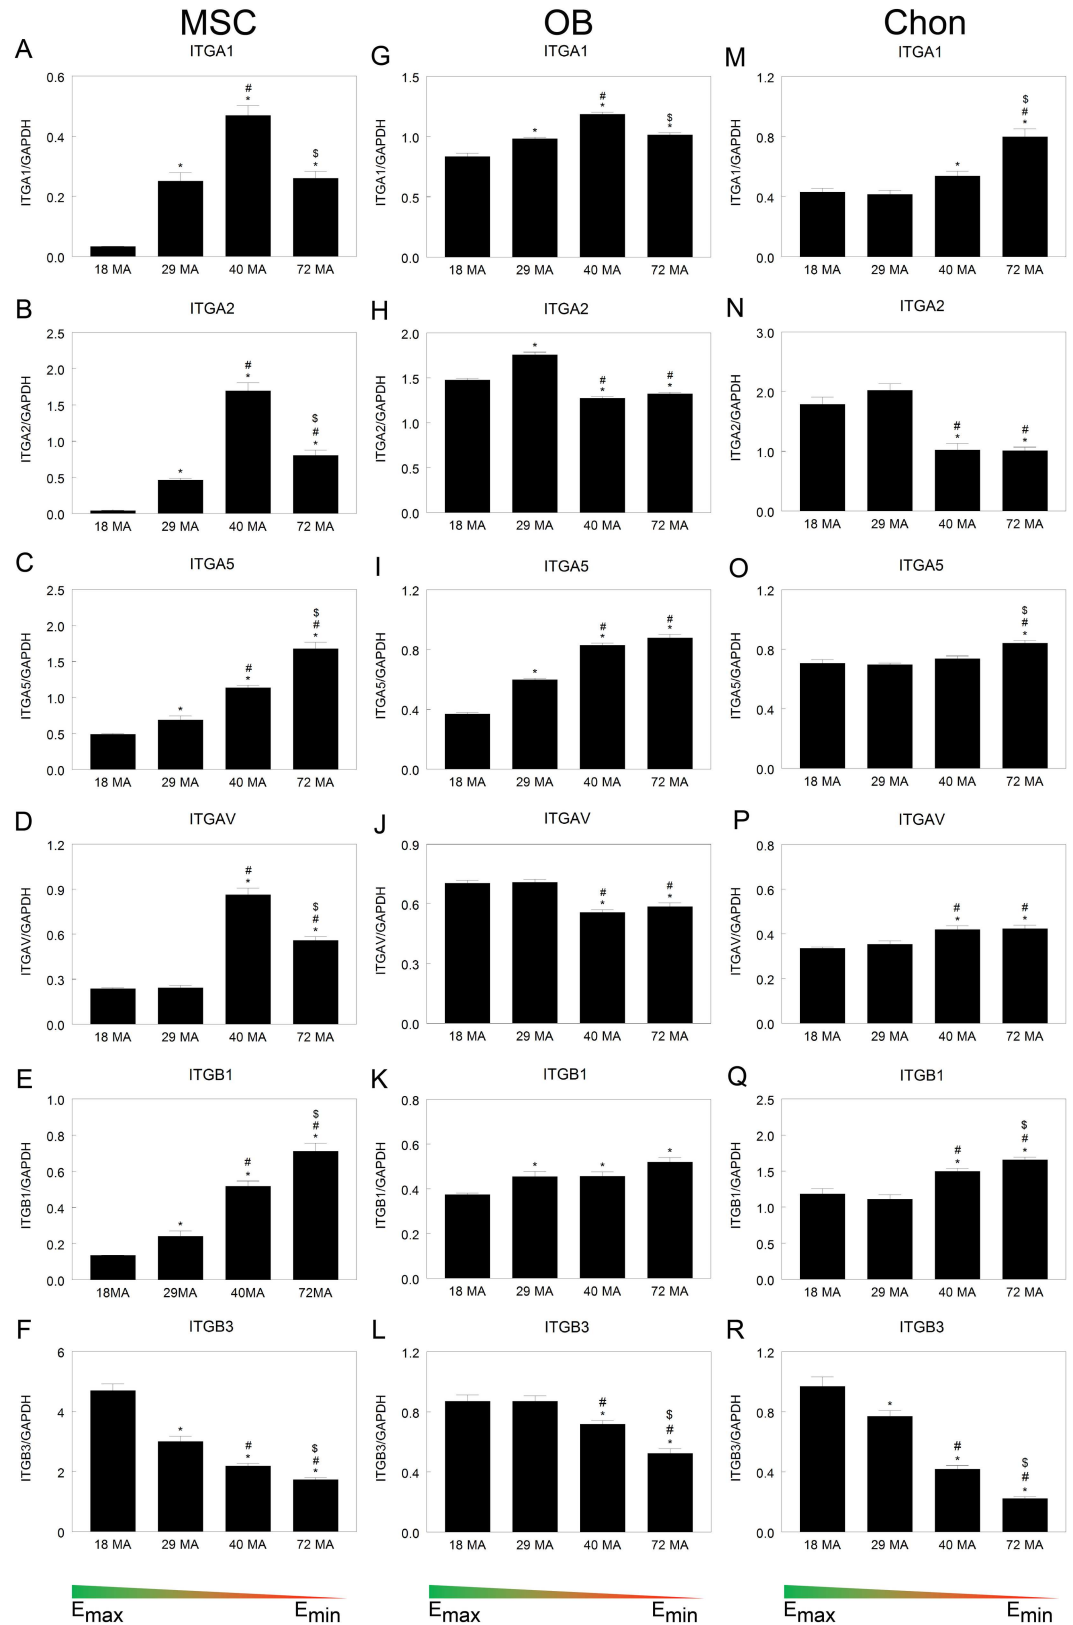 MSC OB Chon
A ITGA1 G ITGA1 M ITGA1
ITGA1/GAPDH 0.6 0.4 0.2 0.0 # * * $ *
18 MA 29 MA 40 MA 72 MA
ITGA1/GAPDH 1.5 1.0 0.5 0.0 * # * $ *
18 MA 29 MA 40 MA 72 MA
ITGA1/GAPDH 1.2 0.8 0.4 0.0 * $ # *
18 MA 29 MA 40 MA 72 MA
B ITGA2 H ITGA2 N ITGA2
ITGA2/GAPDH 2.5 2.0 1.5 1.0 0.5 0.0 * # * $ # *
18 MA 29 MA 40 MA 72 MA
ITGA2/GAPDH 2.0 1.5 1.0 0.5 0.0 * # * # *
18 MA 29 MA 40 MA 72 MA
ITGA2/GAPDH 3.0 2.0 1.0 0.0 # * # *
18 MA 29 MA 40 MA 72 MA
C ITGA5 I ITGA5 O ITGA5
ITGA5/GAPDH 2.5 2.0 1.5 1.0 0.5 0.0 * # * $ # *
18 MA 29 MA 40 MA 72 MA
ITGA5/GAPDH 1.2 0.8 0.4 0.0 * # * # *
18 MA 29 MA 40 MA 72 MA
ITGA5/GAPDH 1.2 0.8 0.4 0.0 $ # *
18 MA 29 MA 40 MA 72 MA
D ITGAV J ITGAV P ITGAV
ITGAV/GAPDH 1.2 0.9 0.6 0.3 0.0 # * $ # *
18 MA 29 MA 40 MA 72 MA
ITGAV/GAPDH 0.9 0.6 0.3 0.0 # * # *
18 MA 29 MA 40 MA 72 MA
ITGAV/GAPDH 0.8 0.6 0.4 0.2 0.0 # * # *
18 MA 29 MA 40 MA 72 MA
E ITGB1 K ITGB1 Q ITGB1
ITGB1/GAPDH 1.0 0.8 0.6 0.4 0.2 0.0 * # * $ # *
18MA 29MA 40MA 72MA
ITGB1/GAPDH 0.8 0.6 0.4 0.2 0.0 * * *
18 MA 29 MA 40 MA 72 MA
ITGB1/GAPDH 2.5 2.0 1.5 1.0 0.5 0.0 # * $ # *
18 MA 29 MA 40 MA 72 MA
F ITGB3 L ITGB3 R ITGB3
ITGB3/GAPDH 6 4 2 0 * # * $ # *
18 MA 29 MA 40 MA 72 MA
ITGB3/GAPDH 1.2 0.8 0.4 0.0 # * $ # *
18 MA 29 MA 40 MA 72 MA
ITGB3/GAPDH 1.2 0.8 0.4 0.0 * # * $ # *
18 MA 29 MA 40 MA 72 MA
Emax Emin Emax Emin Emax Emin